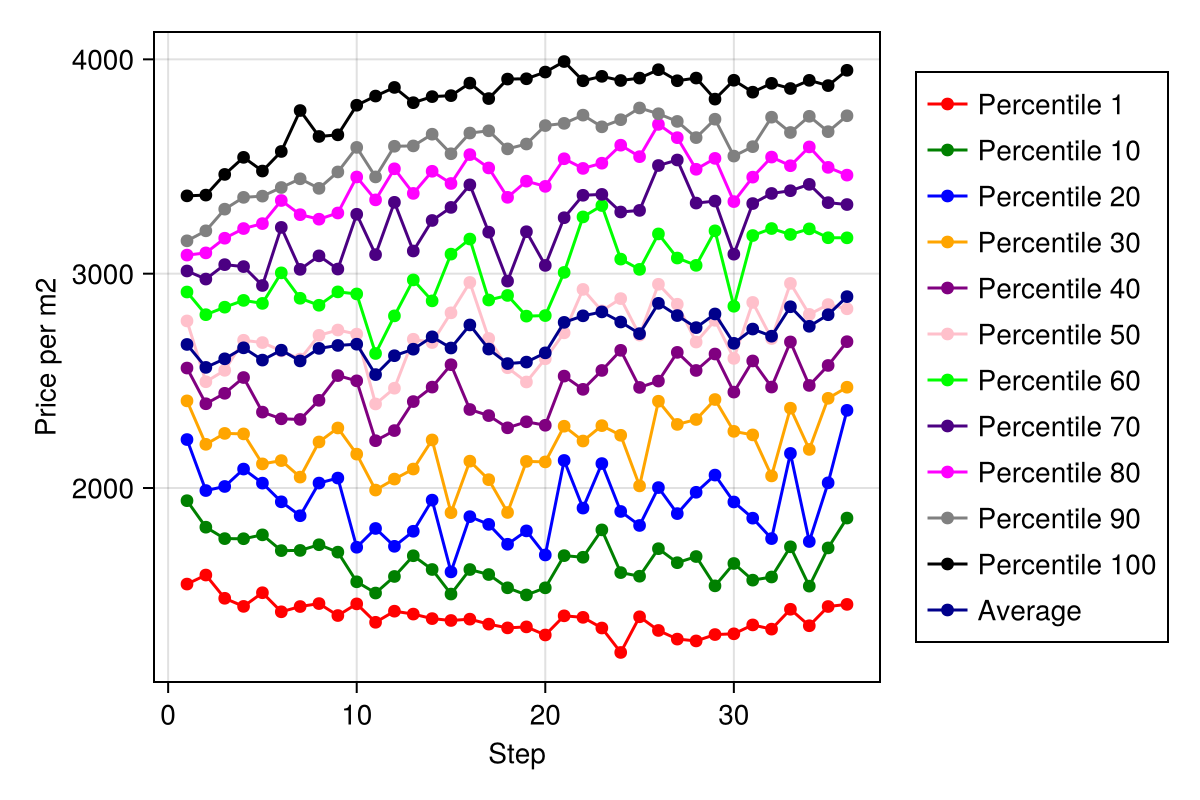 4000
3000
2000
Price per m2
0 10 20 30
Step
Percentile 1
Percentile 10
Percentile 20
Percentile 30
Percentile 40
Percentile 50
Percentile 60
Percentile 70
Percentile 80
Percentile 90
Percentile 100
Average